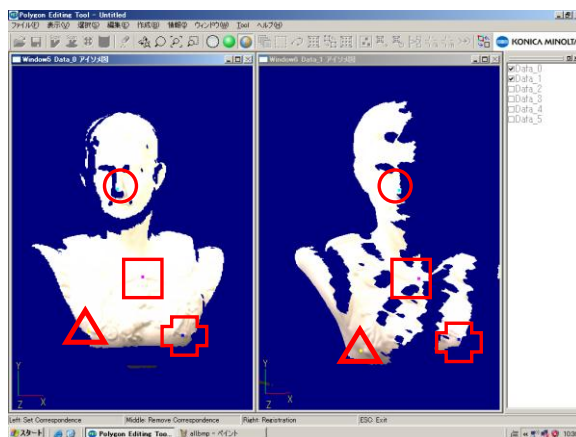 Polygon Editing Tool - Untitled
ファイル(F) 表示(V) 選択(S) 編集(E) 作成(B) 情報(I) ウィンドウ(W) Tool ヘルプ(H)
KONICA MINOLTA
Window5 Data_0 アイソメ図
Window6 Data_1 アイソメ図
Data_0
Data_1
Data_2
Data_3
Data_4
Data_5
Y
Z X
Y
Z X
Left: Set Correspondence Middle: Remove Correspondence Right: Registration ESC: Exit
スタート Polygon Editing Too... allbmp - ペイント